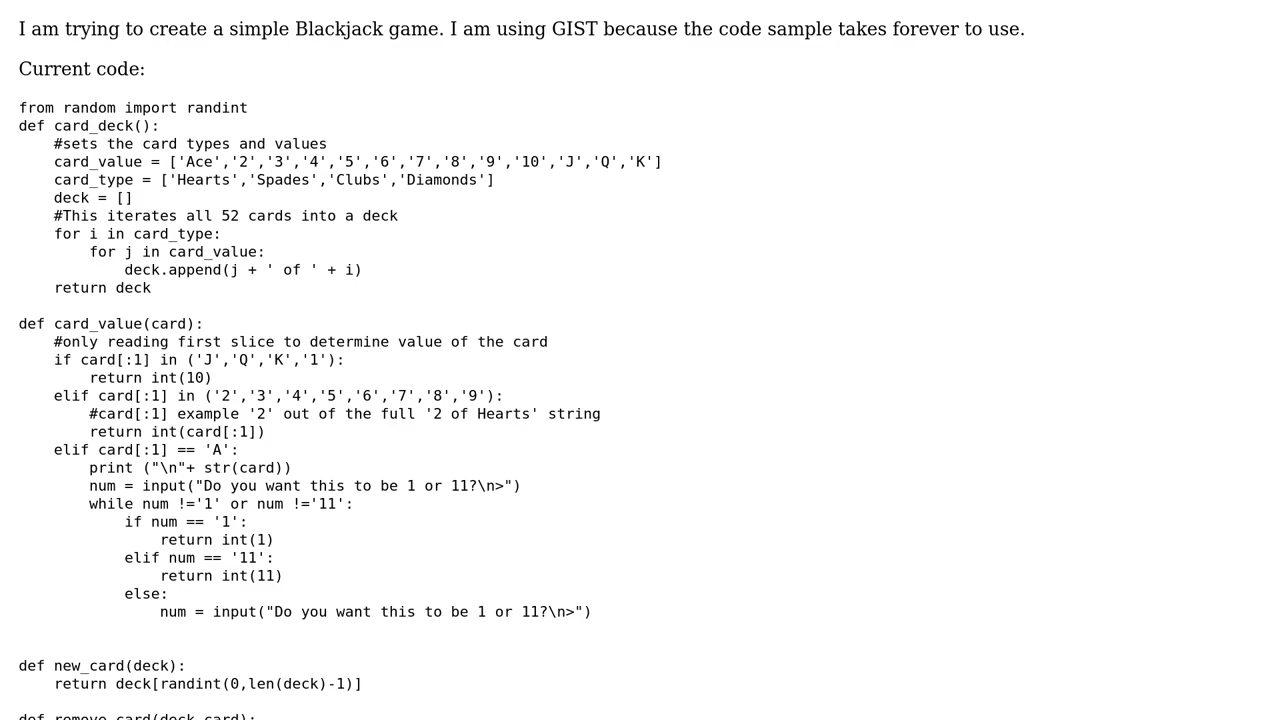 I am trying to create a simple Blackjack game. I am using GIST because the code sample takes forever to use.
Current code:
from random import randint
def card_deck():
    #sets the card types and values
    card_value = ['Ace','2','3','4','5','6','7','8','9','10','J','Q','K']
    card_type = ['Hearts','Spades','Clubs','Diamonds']
    deck = []
    #This iterates all 52 cards into a deck
    for i in card_type:
        for j in card_value:
            deck.append(j + ' of ' + i)
    return deck
def card_value(card):
    #only reading first slice to determine value of the card
    if card[:1] in ('J','Q','K','1'):
        return int(10)
    elif card[:1] in ('2','3','4','5','6','7','8','9'):
        #card[:1] example '2' out of the full '2 of Hearts' string
        return int(card[:1])
    elif card[:1] == 'A':
        print ("\n"+ str(card))
        num = input("Do you want this to be 1 or 11?\n>")
        while num !='1' or num !='11':
            if num == '1':
                return int(1)
            elif num == '11':
                return int(11)
            else:
                num = input("Do you want this to be 1 or 11?\n>")
def new_card(deck):
    return deck[randint(0,len(deck)-1)]
def remove_card(deck,card):